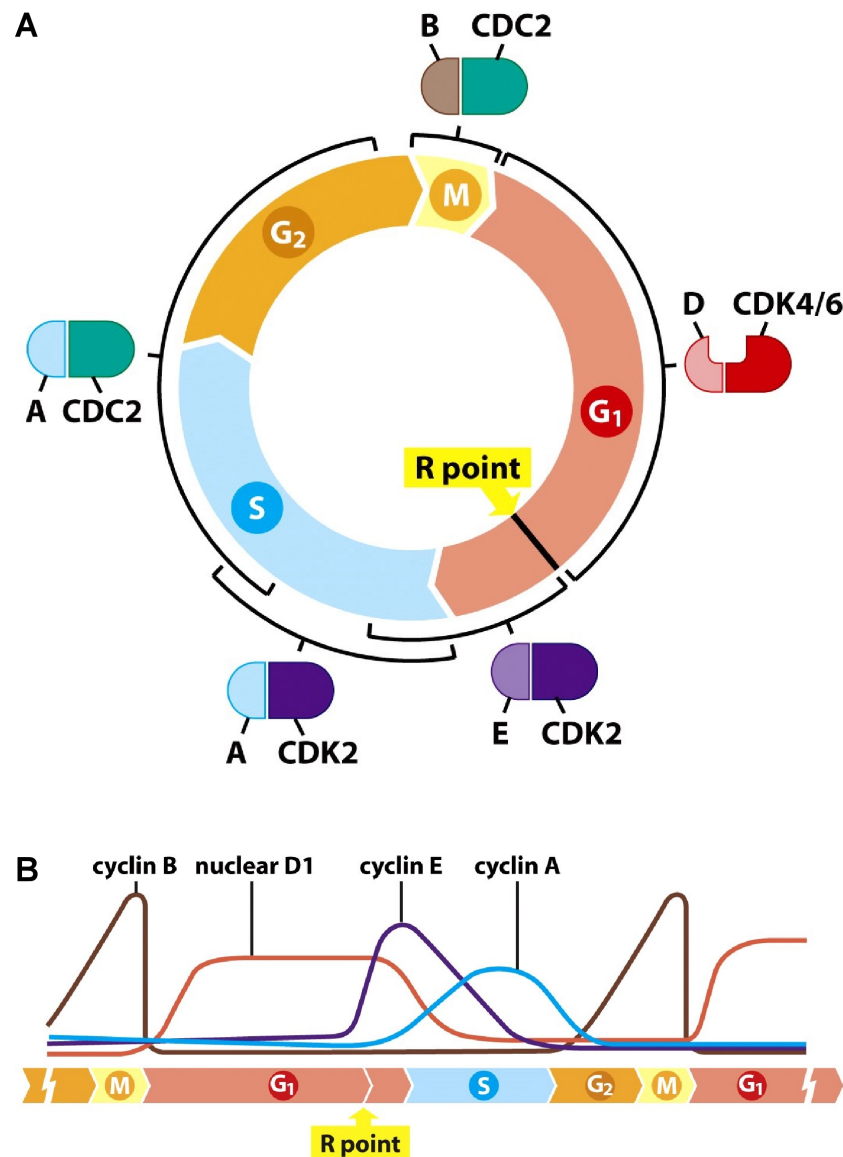 A
B CDC2
M
G₂
D CDK4/6
A CDC2
G₁
R point
S
E CDK2
A CDK2
B
cyclin B nuclear D1 cyclin E cyclin A
M G₁ S G₂ M G₁
R point